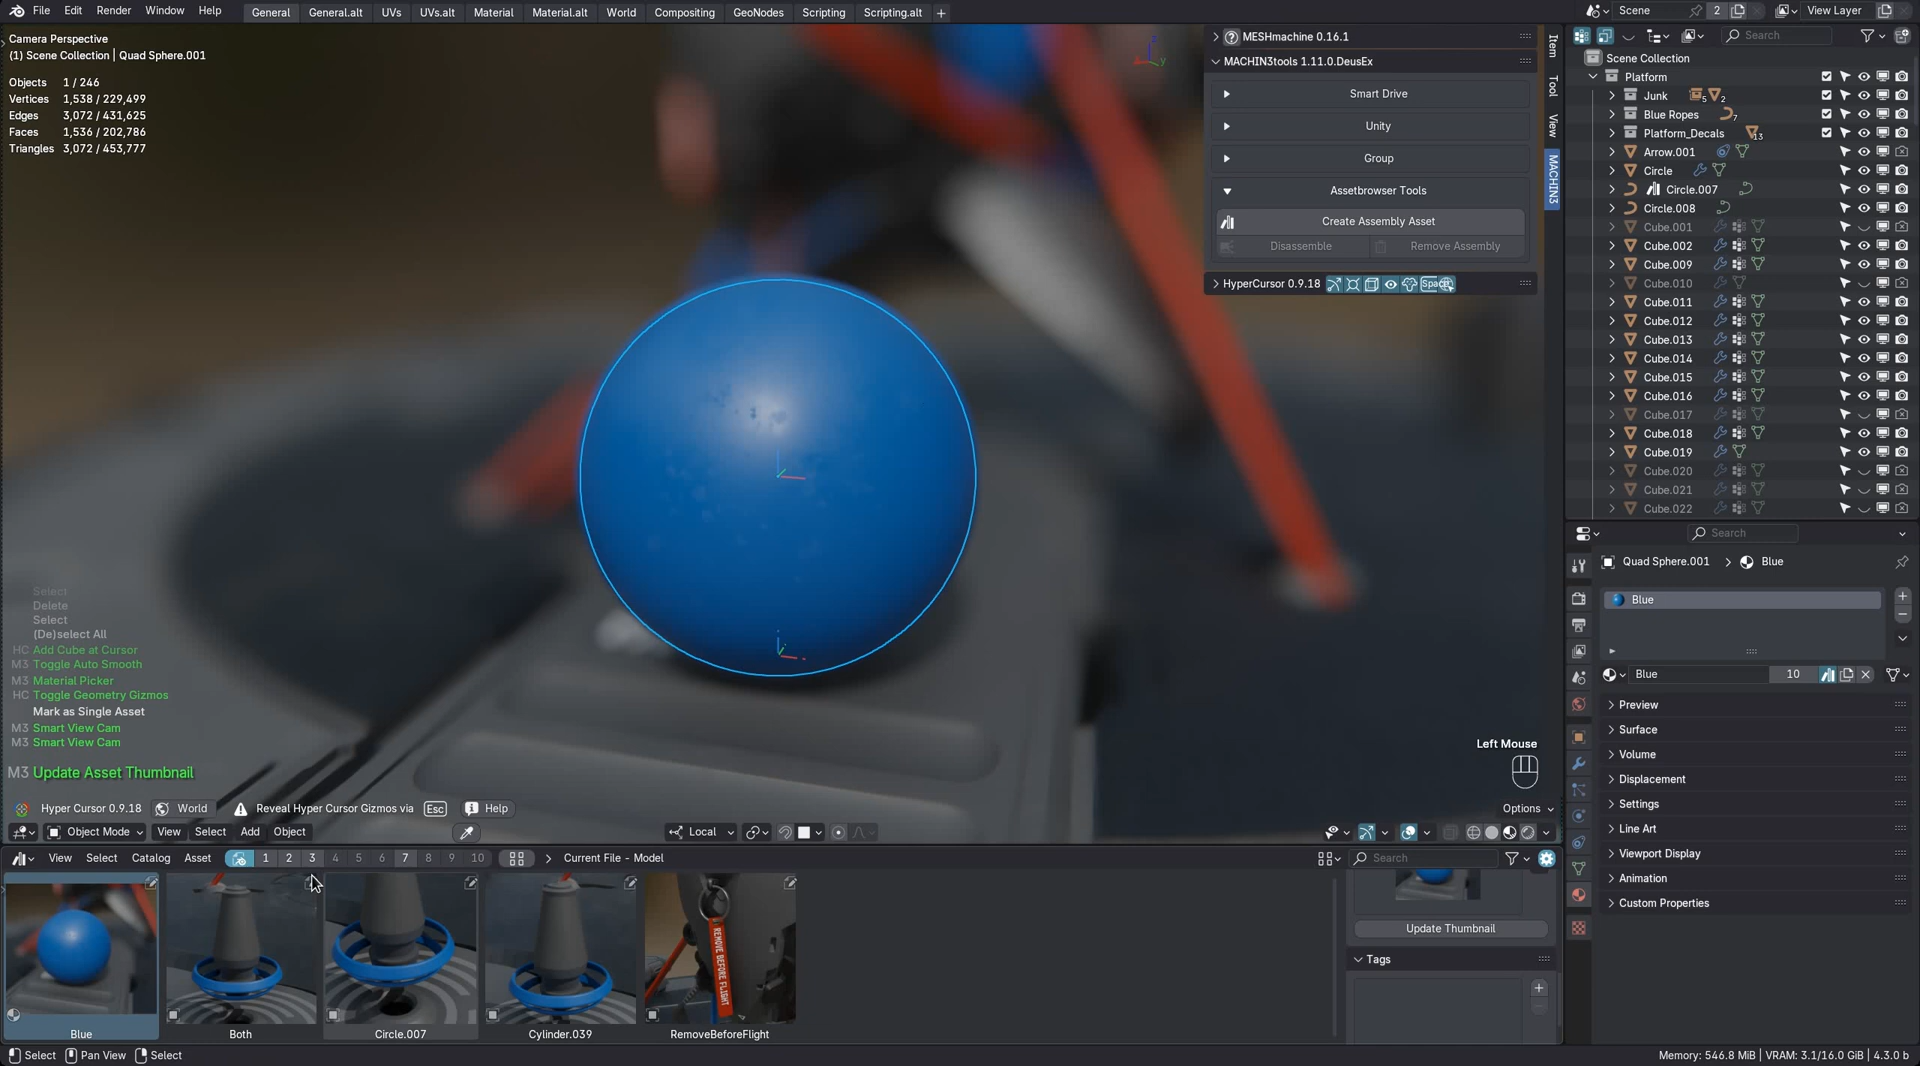 File Edit Render Window Help General General.alt UVs UVs.alt Material Material.alt World Compositing GeoNodes Scripting Scripting.alt + Scene 2 View Layer
Camera Perspective
(1) Scene Collection | Quad Sphere.001
Objects 1 / 246
Vertices 1,538 / 229,499
Edges 3,072 / 431,625
Faces 1,536 / 202,786
Triangles 3,072 / 453,777
z
y
MESHmachine 0.16.1
MACHIN3tools 1.11.0.DeusEx
Smart Drive
Unity
Group
Assetbrowser Tools
Create Assembly Asset
Disassemble Remove Assembly
HyperCursor 0.9.18 Space
Item
Tool
View
MACHIN3
Search
Scene Collection
Platform
Junk 5 2
Blue Ropes 7
Platform_Decals 13
Arrow.001
Circle
Circle.007
Circle.008
Cube.001
Cube.002
Cube.009
Cube.010
Cube.011
Cube.012
Cube.013
Cube.014
Cube.015
Cube.016
Cube.017
Cube.018
Cube.019
Cube.020
Cube.021
Cube.022
Search
Quad Sphere.001 > Blue
Blue
Blue 10
Preview
Surface
Volume
Displacement
Settings
Line Art
Viewport Display
Animation
Custom Properties
Select
Delete
Select
(De)select All
HC Add Cube at Cursor
M3 Toggle Auto Smooth
M3 Material Picker
HC Toggle Geometry Gizmos
Mark as Single Asset
M3 Smart View Cam
M3 Smart View Cam
M3 Update Asset Thumbnail
Left Mouse
Hyper Cursor 0.9.18 World Reveal Hyper Cursor Gizmos via Esc Help Options
Object Mode View Select Add Object Local
View Select Catalog Asset 1 2 3 4 5 6 7 8 9 10 Current File - Model Search
REMOVE BEFORE FLIGHT
Blue Both Circle.007 Cylinder.039 RemoveBeforeFlight
Update Thumbnail
Tags
Select Pan View Select Memory: 546.8 MiB | VRAM: 3.1/16.0 GiB | 4.3.0 b